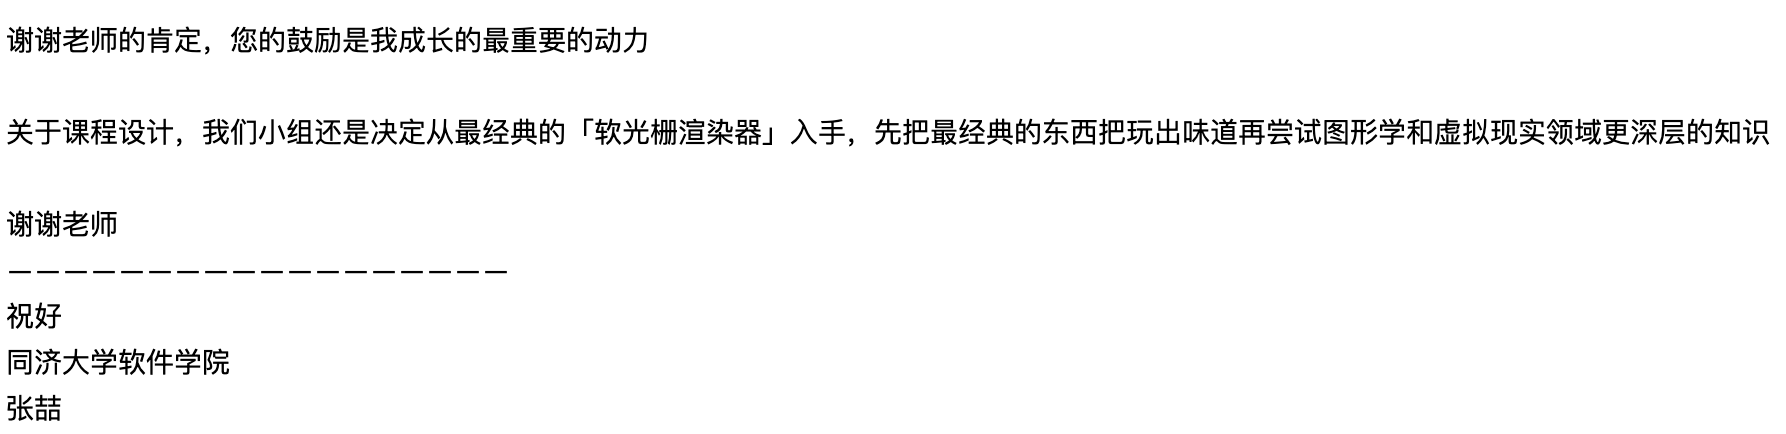 谢谢老师的肯定，您的鼓励是我成长的最重要的动力
关于课程设计，我们小组还是决定从最经典的「软光栅渲染器」入手，先把最经典的东西把玩出味道再尝试图形学和虚拟现实领域更深层的知识
谢谢老师
——————————————————
祝好
同济大学软件学院
张喆